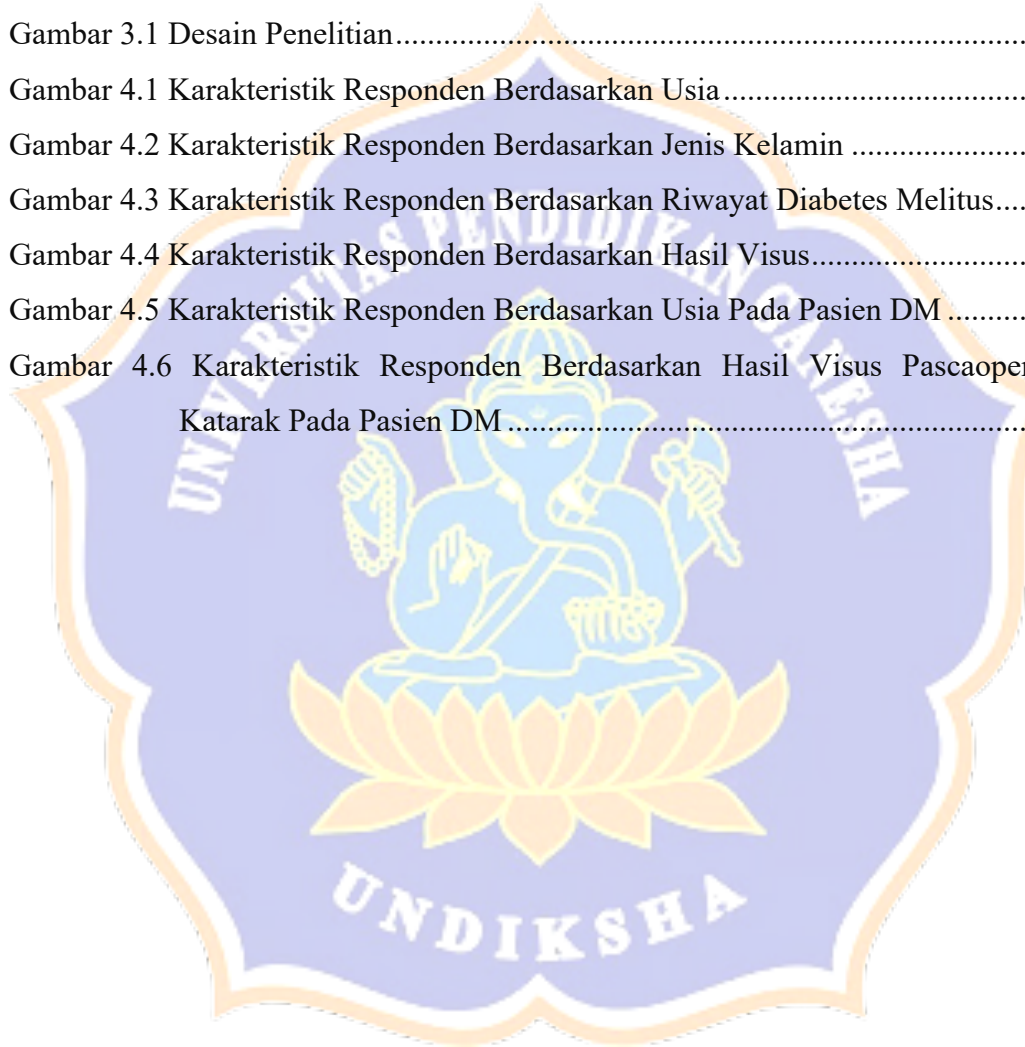 Gambar 3.1 Desain Penelitian........................................................................
Gambar 4.1 Karakteristik Responden Berdasarkan Usia......................................
Gambar 4.2 Karakteristik Responden Berdasarkan Jenis Kelamin ......................
Gambar 4.3 Karakteristik Responden Berdasarkan Riwayat Diabetes Melitus....
Gambar 4.4 Karakteristik Responden Berdasarkan Hasil Visus...........................
Gambar 4.5 Karakteristik Responden Berdasarkan Usia Pada Pasien DM ..........
Gambar 4.6 Karakteristik Responden Berdasarkan Hasil Visus
Katarak Pada Pasien DM ................................................................
UNIVERSITAS PENDIDIKAN GANESHA
UNDIKSHA